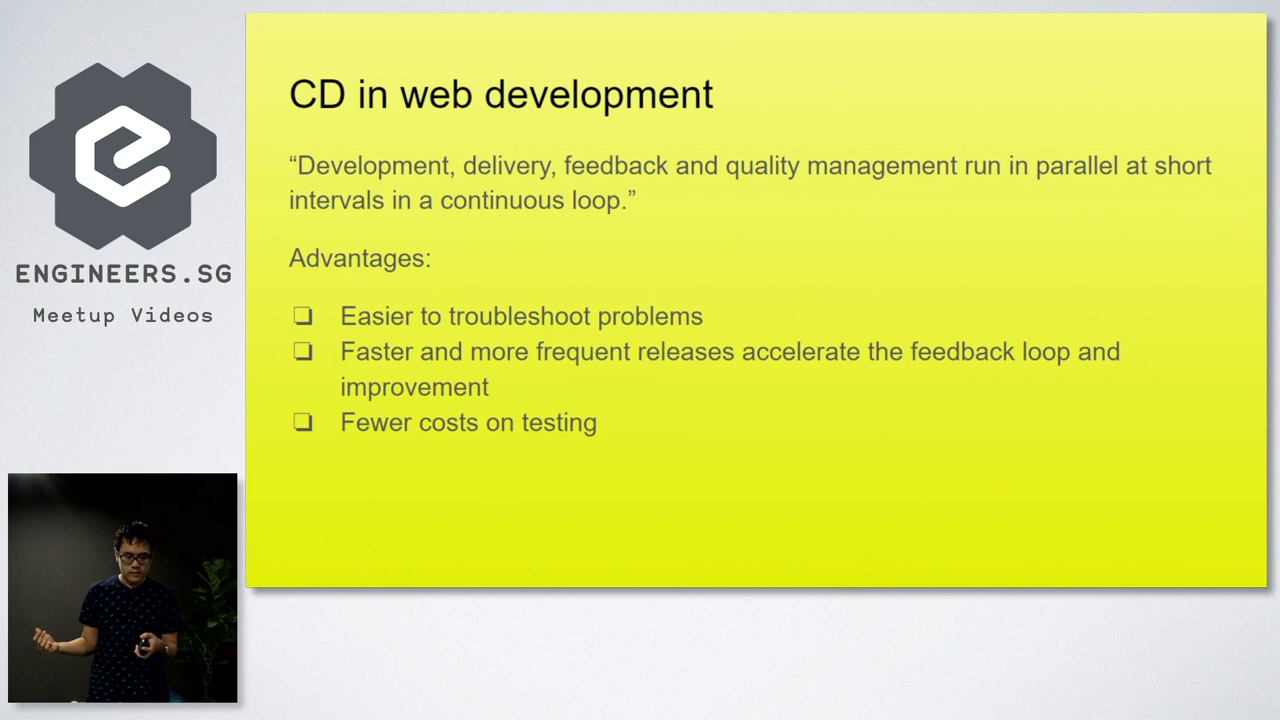 ENGINEERS.SG
Meetup Videos
CD in web development
“Development, delivery, feedback and quality management run in parallel at short
intervals in a continuous loop.”
Advantages:
❏ Easier to troubleshoot problems
❏ Faster and more frequent releases accelerate the feedback loop and
improvement
❏ Fewer costs on testing